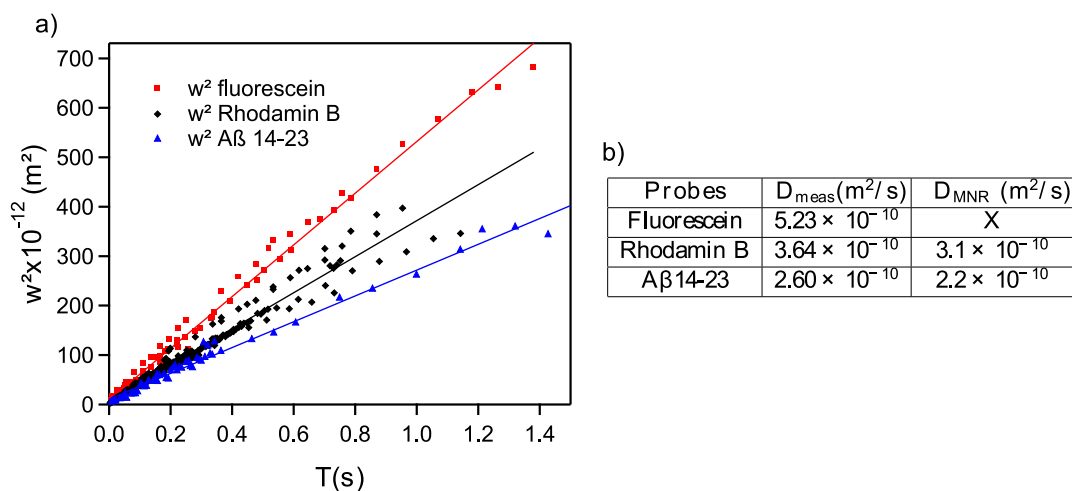 a)
w²x10⁻¹² (m²)
700
600
500
400
300
200
100
0
w² fluorescein
w² Rhodamin B
w² Aß 14-23
0.0 0.2 0.4 0.6 0.8 1.0 1.2 1.4
T(s)
b)
Probes D_meas(m²/s) D_MNR (m²/s)
Fluorescein 5.23 × 10⁻¹⁰ X
Rhodamin B 3.64 × 10⁻¹⁰ 3.1 × 10⁻¹⁰
Aβ14-23 2.60 × 10⁻¹⁰ 2.2 × 10⁻¹⁰